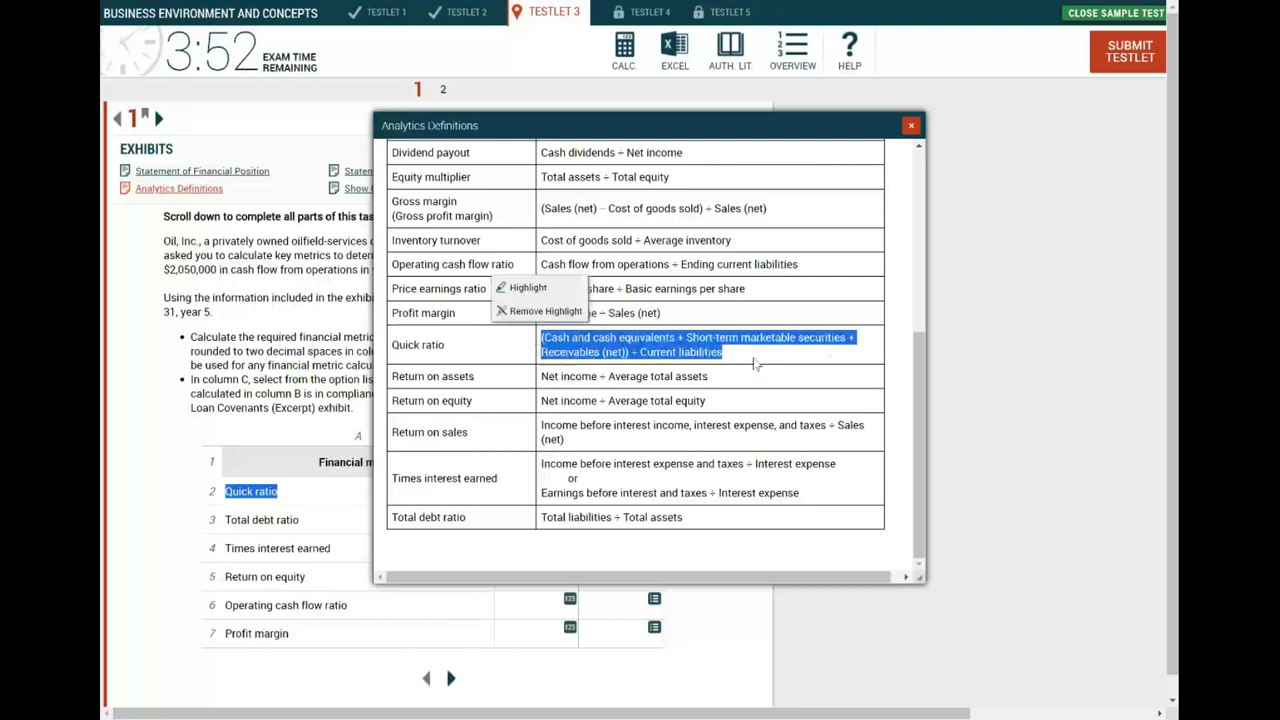 BUSINESS ENVIRONMENT AND CONCEPTS
TESTLET 1
TESTLET 2
TESTLET 3
TESTLET 4
TESTLET 5
CLOSE SAMPLE TEST
3:52
EXAM TIME
REMAINING
CALC.
EXCEL
AUTH. LIT.
1
2
3
OVERVIEW
?
HELP
SUBMIT
TESTLET
1 2
1
EXHIBITS
Statement of Financial Position
Analytics Definitions
Scroll down to complete all parts of this
Oil, Inc., a privately owned oilfield-services
asked you to calculate key metrics to
$2,050,000 in cash flow from operations in
Using the information included in the
31, year 5.
• Calculate the required financial
rounded to two decimal spaces in
be used for any financial metric
• In column C, select from the option
calculated in column B is in
Loan Covenants (Excerpt) exhibit.
A
1 Financial
2 Quick ratio
3 Total debt ratio
4 Times interest earned
5 Return on equity
6 Operating cash flow ratio
123
7 Profit margin
123
Analytics Definitions
Dividend payout Cash dividends ÷ Net income
Equity multiplier Total assets ÷ Total equity
Gross margin
(Gross profit margin)
(Sales (net) – Cost of goods sold) ÷ Sales (net)
Inventory turnover Cost of goods sold ÷ Average inventory
Operating cash flow ratio Cash flow from operations ÷ Ending current liabilities
Price earnings ratio share ÷ Basic earnings per share
Profit margin ÷ Sales (net)
Highlight
Remove Highlight
Quick ratio
(Cash and cash equivalents + Short-term marketable securities +
Receivables (net)) ÷ Current liabilities
Return on assets Net income ÷ Average total assets
Return on equity Net income ÷ Average total equity
Return on sales
Income before interest income, interest expense, and taxes ÷ Sales
(net)
Times interest earned
Income before interest expense and taxes ÷ Interest expense
or
Earnings before interest and taxes ÷ Interest expense
Total debt ratio Total liabilities ÷ Total assets